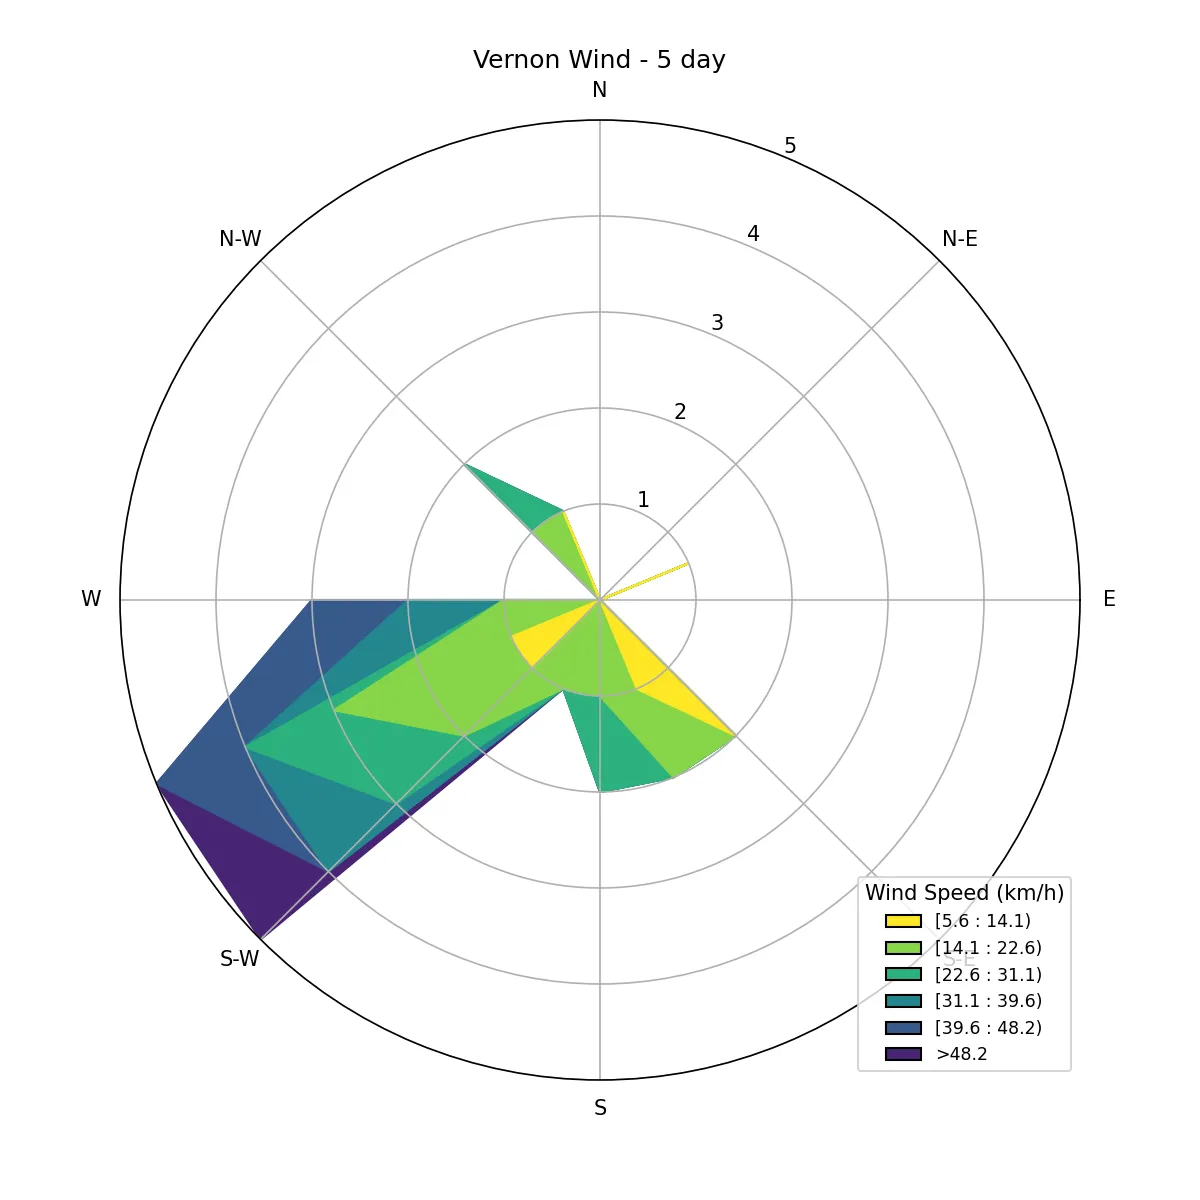 Vernon Wind - 5 day
N
5
N-W
N-E
4
3
2
1
W
E
S-W
S-E
S
Wind Speed (km/h)
[5.6 : 14.1)
[14.1 : 22.6)
[22.6 : 31.1)
[31.1 : 39.6)
[39.6 : 48.2)
>48.2